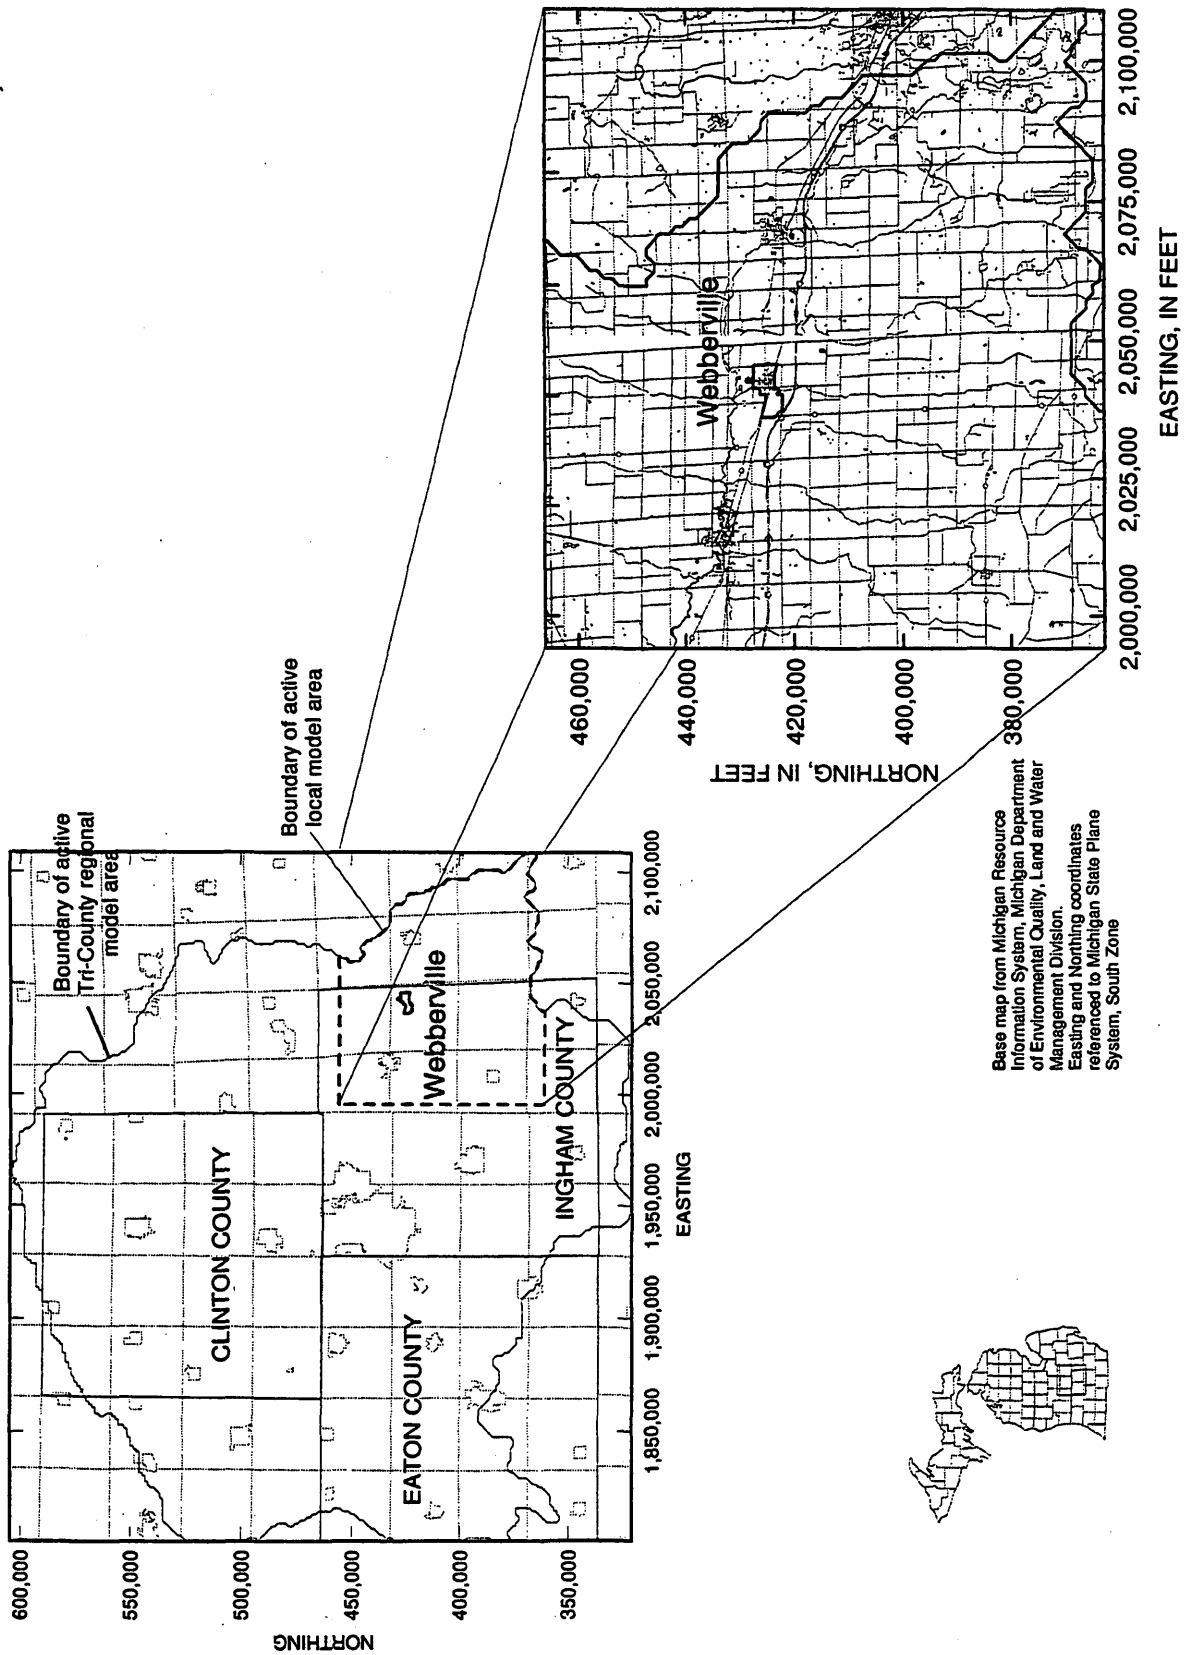 NORTHING
600,000
550,000
500,000
450,000
400,000
350,000
1,850,000
1,900,000
1,950,000
2,000,000
2,050,000
2,100,000
EASTING
Boundary of active
Tri-County regional
model area
Boundary of active
local model area
CLINTON COUNTY
EATON COUNTY
INGHAM COUNTY
Webberville
Webberville
NORTHING, IN FEET
460,000
440,000
420,000
400,000
380,000
2,000,000
2,025,000
2,050,000
2,075,000
2,100,000
EASTING, IN FEET
Base map from Michigan Resource
Information System, Michigan Department
of Environmental Quality, Land and Water
Management Division.
Easting and Northing coordinates
referenced to Michigan State Plane
System, South Zone